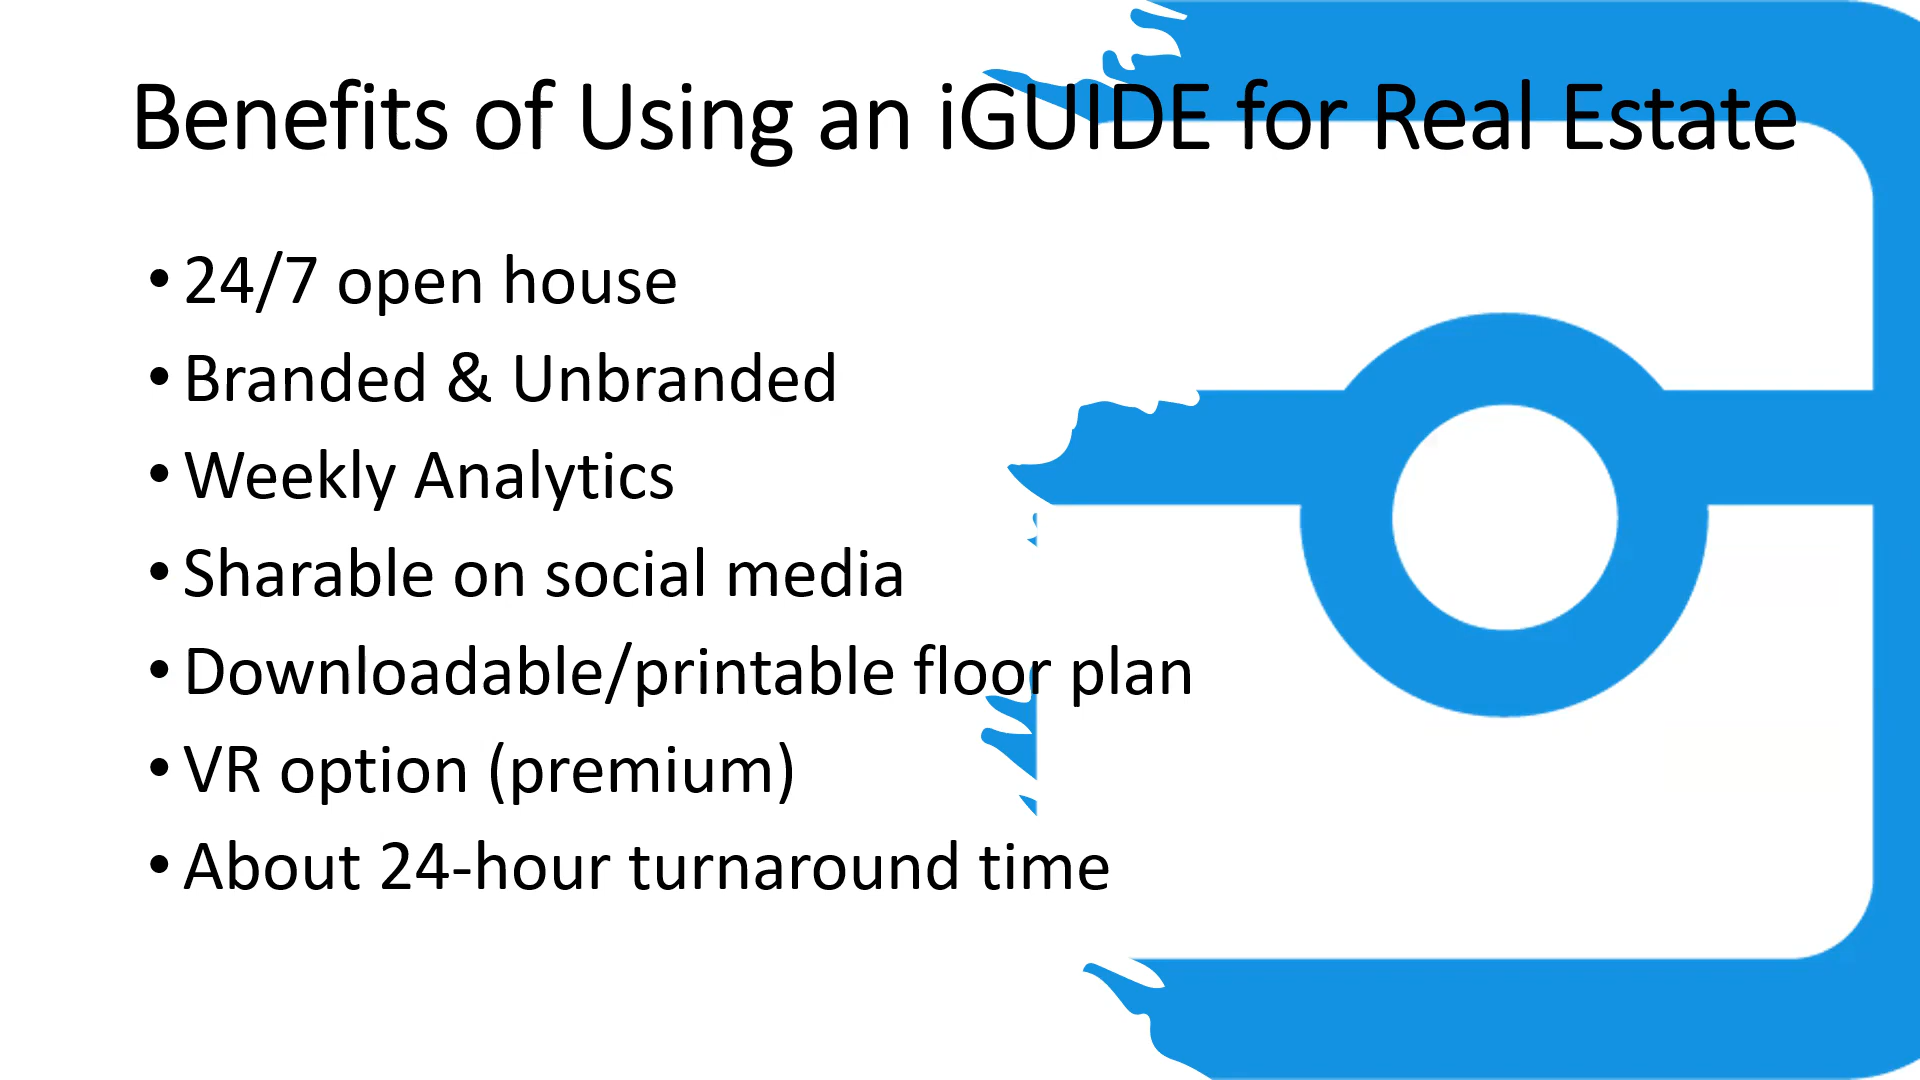 Benefits of Using an iGUIDE for Real Estate
• 24/7 open house
• Branded & Unbranded
• Weekly Analytics
• Sharable on social media
• Downloadable/printable floor plan
• VR option (premium)
• About 24-hour turnaround time